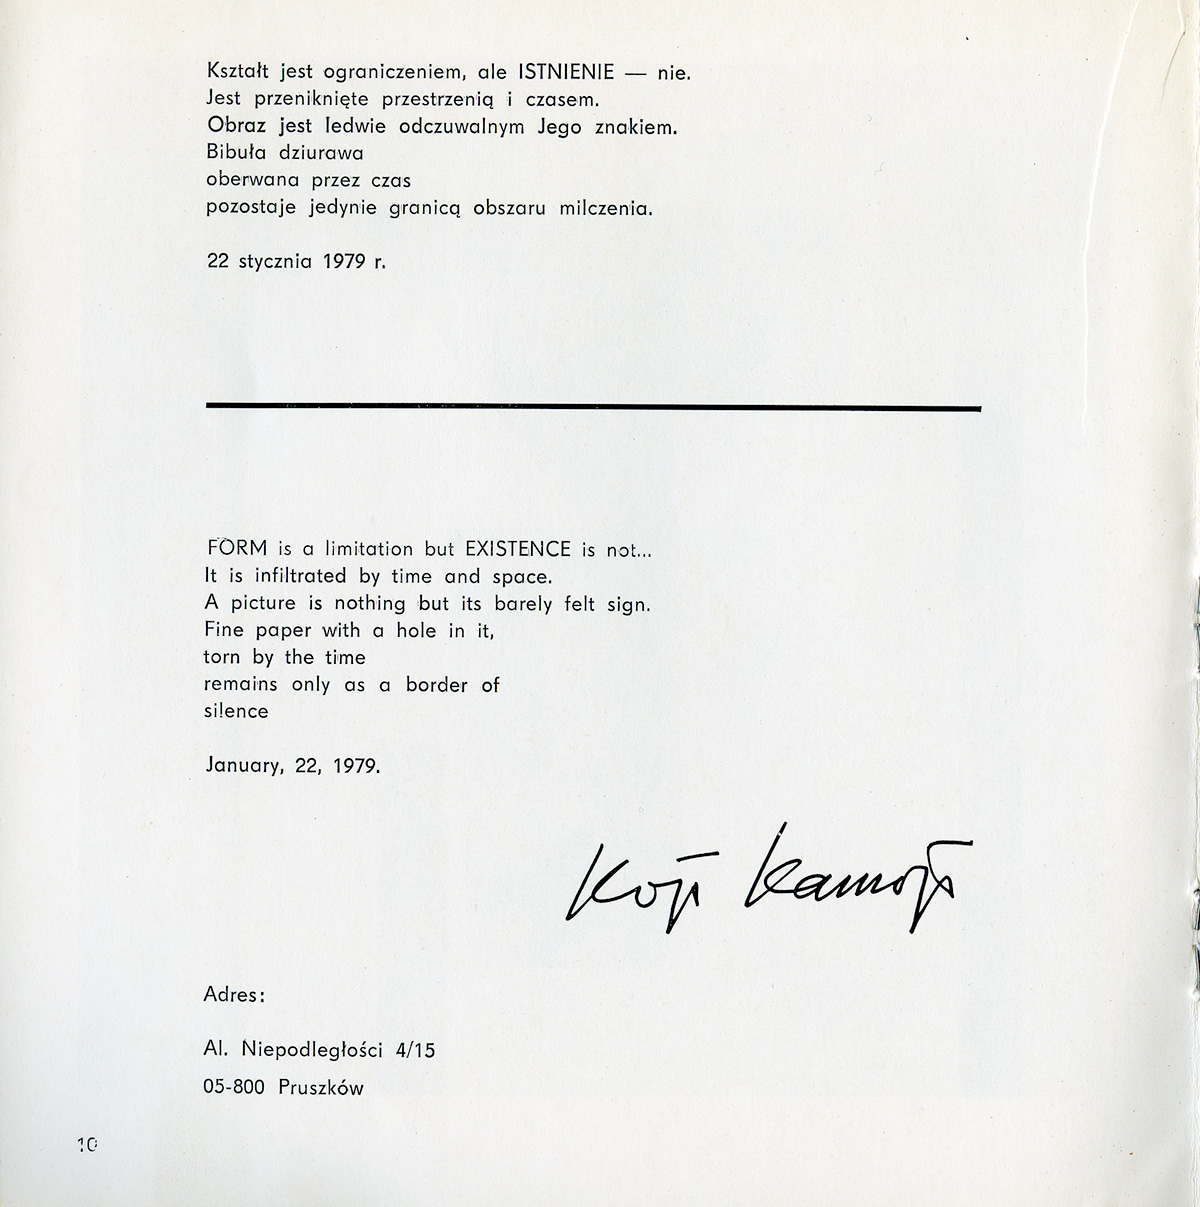 Kształt jest ograniczeniem, ale ISTNIENIE — nie.
Jest przeniknięte przestrzenią i czasem.
Obraz jest ledwie odczuwalnym Jego znakiem.
Bibuła dziurawa
oberwana przez czas
pozostaje jedynie granicą obszaru milczenia.
22 stycznia 1979 r.
FORM is a limitation but EXISTENCE is not...
It is infiltrated by time and space.
A picture is nothing but its barely felt sign.
Fine paper with a hole in it,
torn by the time
remains only as a border of
silence
January, 22, 1979.
Koji Kamoji
Adres:
Al. Niepodległości 4/15
05-800 Pruszków
10